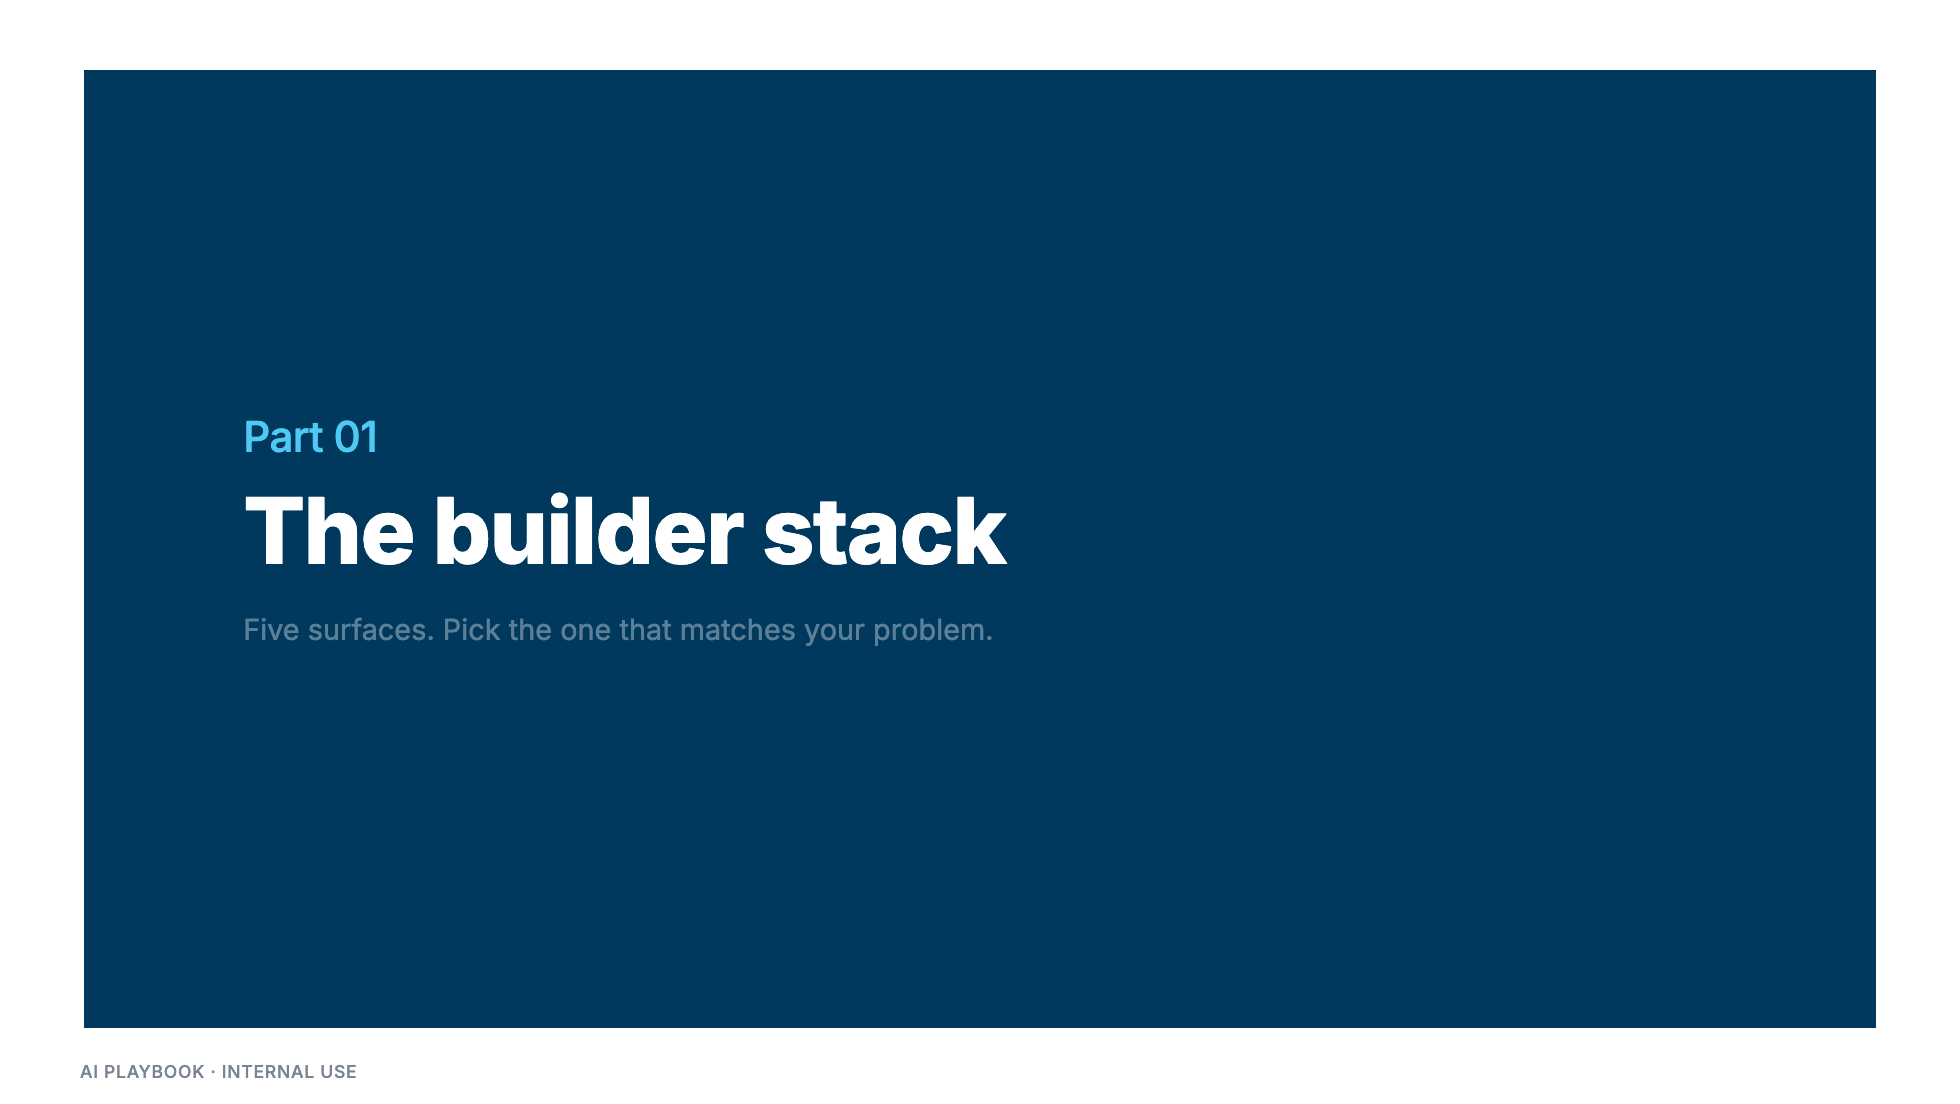 Part 01
The builder stack
Five surfaces. Pick the one that matches your problem.
AI PLAYBOOK · INTERNAL USE